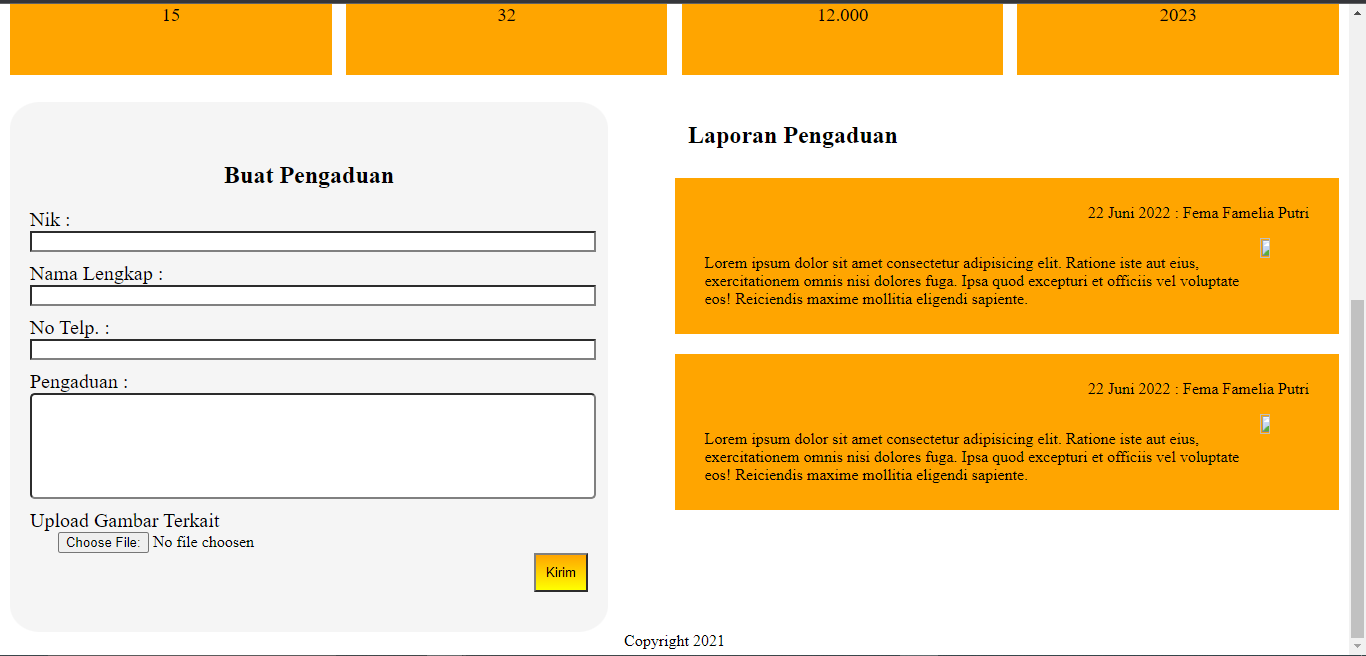 15
32
12.000
2023
Buat Pengaduan
Nik :
Nama Lengkap :
No Telp. :
Pengaduan :
Upload Gambar Terkait
Choose File: No file choosen
Kirim
Laporan Pengaduan
22 Juni 2022 : Fema Famelia Putri
Lorem ipsum dolor sit amet consectetur adipisicing elit. Ratione iste aut eius,
exercitationem omnis nisi dolores fuga. Ipsa quod excepturi et officiis vel voluptate
eos! Reiciendis maxime mollitia eligendi sapiente.
22 Juni 2022 : Fema Famelia Putri
Lorem ipsum dolor sit amet consectetur adipisicing elit. Ratione iste aut eius,
exercitationem omnis nisi dolores fuga. Ipsa quod excepturi et officiis vel voluptate
eos! Reiciendis maxime mollitia eligendi sapiente.
Copyright 2021